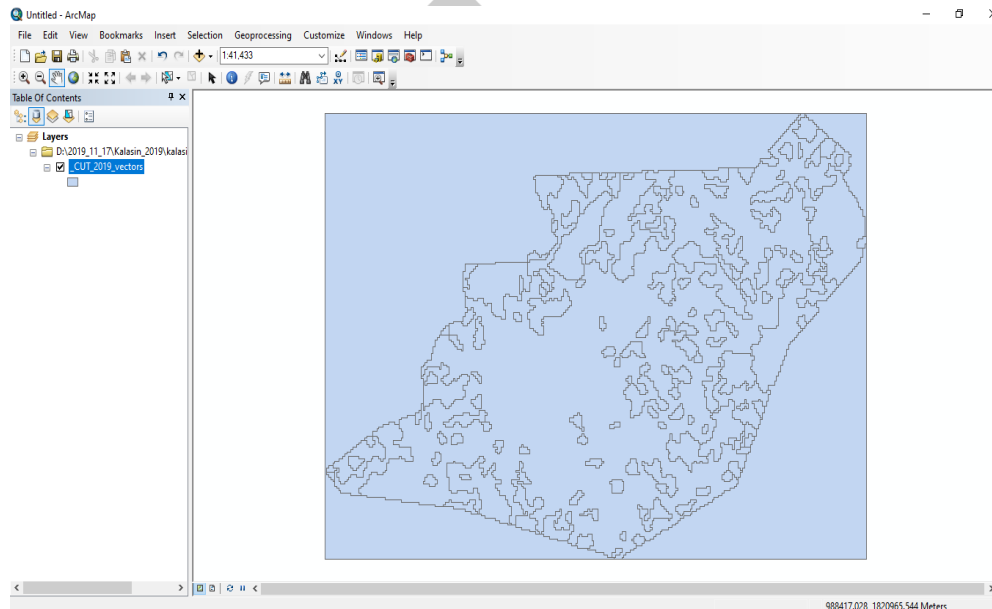 Untitled - ArcMap
File Edit View Bookmarks Insert Selection Geoprocessing Customize Windows Help
1:41,433
Table Of Contents
Layers
D:\2019_11_17\Kalasin_2019\kalasi
_CUT_2019_vectors
988417.028 1820965.544 Meters